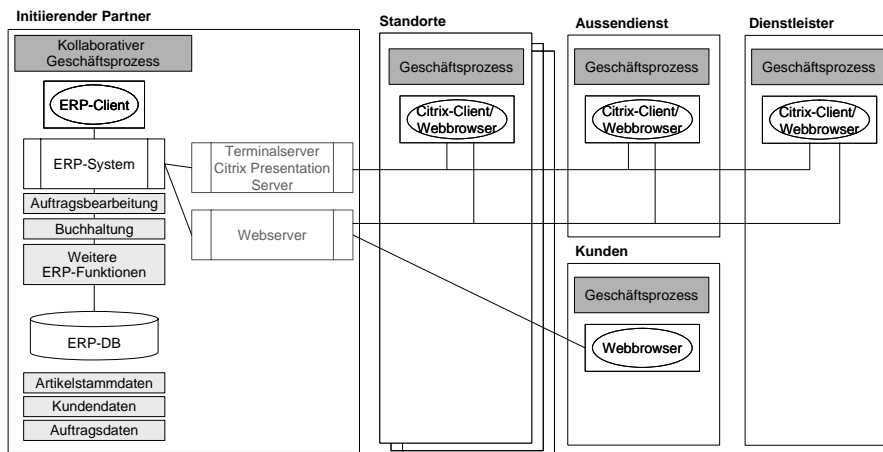 Initiierender Partner
Kollaborativer
Geschäftsprozess
ERP-Client
ERP-System
Auftragsbearbeitung
Buchhaltung
Weitere
ERP-Funktionen
ERP-DB
Artikelstammdaten
Kundendaten
Auftragsdaten
Terminalserver
Citrix Presentation
Server
Webserver
Standorte
Geschäftsprozess
Citrix-Client/
Webbrowser
Aussendienst
Geschäftsprozess
Citrix-Client/
Webbrowser
Kunden
Geschäftsprozess
Webbrowser
Dienstleister
Geschäftsprozess
Citrix-Client/
Webbrowser